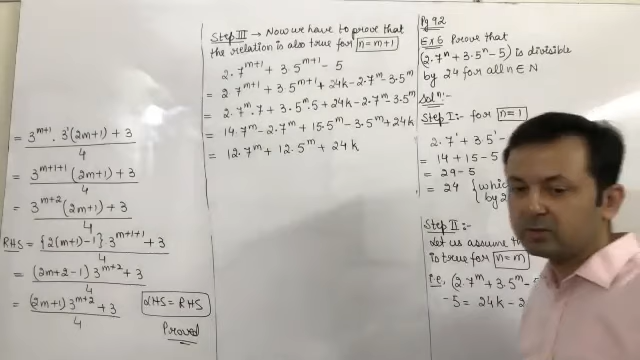 = 3^{m+1} · 3^1 (2m+1) + 3 / 4
= 3^{m+1+1} (2m+1) + 3 / 4
= 3^{m+2} (2m+1) + 3 / 4
RHS = {2(m+1)-1} 3^{m+1+1} + 3 / 4
= (2m+2-1) 3^{m+2} + 3 / 4
= (2m+1) 3^{m+2} + 3 / 4
LHS = RHS
Proved
Step III → Now we have to prove that
the relation is also true for n=m+1
2·7^{m+1} + 3·5^{m+1} - 5
= 2 7^{m+1} + 3·5^{m+1} + 24k - 2·7^m - 3·5^m
= 2·7^m·7 + 3·5^m·5 + 24k - 2·7^m - 3·5^m
= 14·7^m - 2·7^m + 15·5^m - 3·5^m + 24k
= 12·7^m + 12·5^m + 24k
Pg 92
Ex 6 Prove that
(2·7^n + 3·5^n - 5) is divisible
by 24 for all n ∈ N
Solⁿ:-
Step I:- for n=1
2·7^1 + 3·5^1 -
= 14 + 15 - 5
= 29 - 5
= 24 {
by
Step II:-
Let us assume
is true for n=m
i.e, (2·7^m + 3·5^m -
-5 = 24k - 2